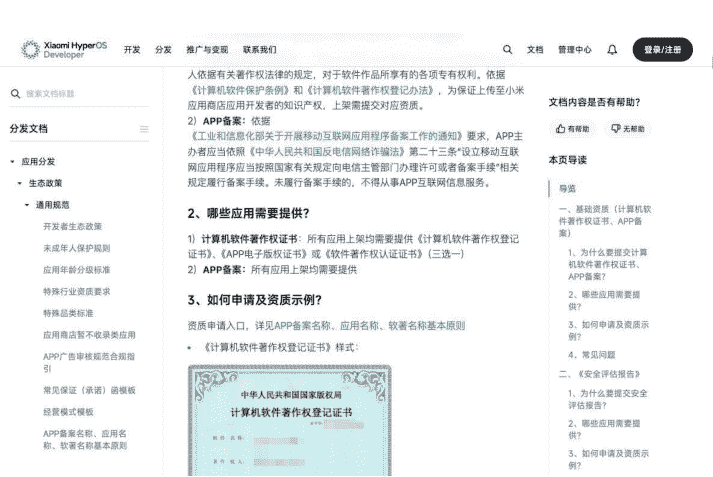 Xiaomi HyperOS
Developer
开发 分发 推广与变现 联系我们
文档 管理中心 登录/注册
搜索文档标题
分发文档
应用分发
生态政策
通用规范
开发者生态政策
未成年人保护规则
应用年龄分级标准
特殊行业资质要求
特殊品类标准
应用商店暂不收录类应用
APP广告审核规范合规指
引
常见保证（承诺）函模板
经营模式模板
APP备案名称、应用名
称、软著名称基本原则
人依据有关著作权法律的规定，对于软件作品所享有的各项专有权利。依据
《计算机软件保护条例》和《计算机软件著作权登记办法》，为保证上传至小米
应用商店应用开发者的知识产权，上架需提交对应资质。
2）APP备案：依据
《工业和信息化部关于开展移动互联网应用程序备案工作的通知》要求，APP主
办者应当依照《中华人民共和国反电信网络诈骗法》第二十三条“设立移动互联
网应用程序应当按照国家有关规定向电信主管部门办理许可或者备案手续”相关
规定履行备案手续。未履行备案手续的，不得从事APP互联网信息服务。
2、哪些应用需要提供？
1）计算机软件著作权证书：所有应用上架均需要提供《计算机软件著作权登记
证书》、《APP电子版权证书》或《软件著作权认证证书》（三选一）
2）APP备案：所有应用上架均需要提供
3、如何申请及资质示例？
资质申请入口，详见APP备案名称、应用名称、软著名称基本原则
《计算机软件著作权登记证书》样式：
中华人民共和国国家版权局
计算机软件著作权登记证书
软件名称：
著作权人：
文档内容是否有帮助？
有帮助 无帮助
本页导读
导览
一、基础资质（计算机软
件著作权证书、APP备
案）
1、为什么要提交计算
机软件著作权证书、
APP备案？
2、哪些应用需要提
供？
3、如何申请及资质示
例？
4、常见问题
二、《安全评估报告》
1、为什么要提交安全
评估报告？
2、哪些应用需要提
供？
3、如何申请及资质示
例？